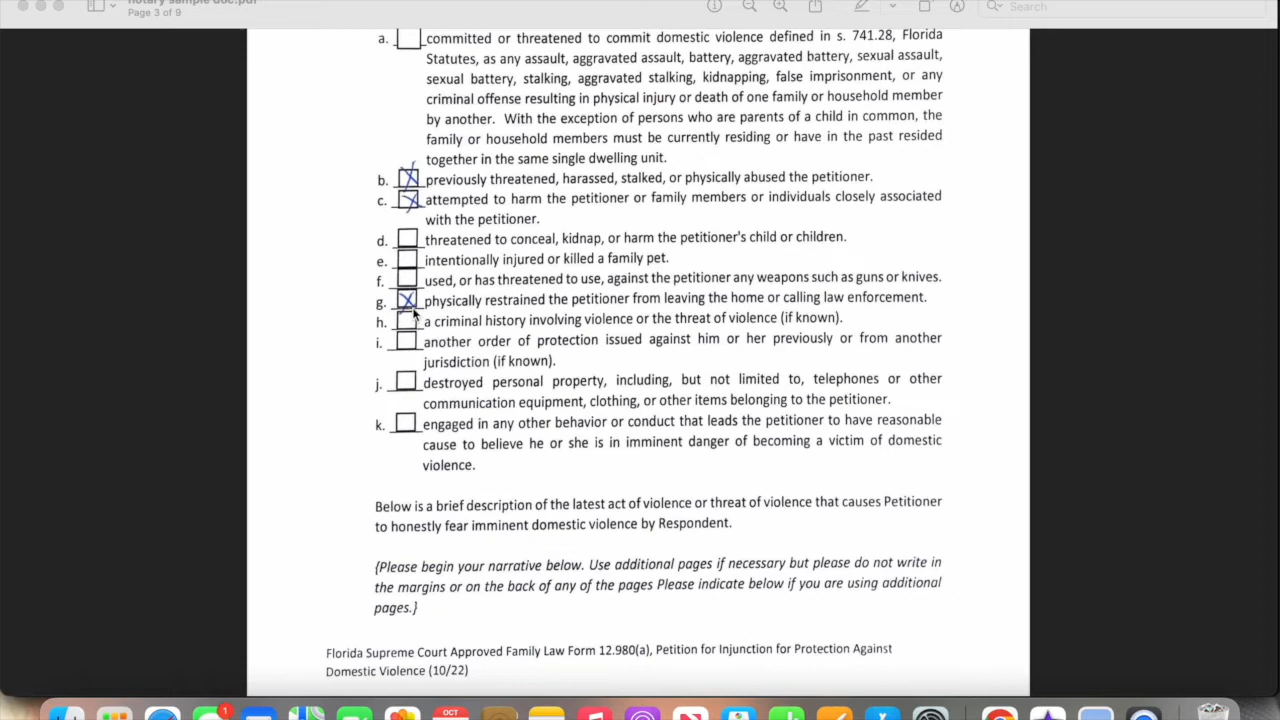 notary sample doc.pdf
Page 3 of 9
Search
a. committed or threatened to commit domestic violence defined in s. 741.28, Florida
Statutes, as any assault, aggravated assault, battery, aggravated battery, sexual assault,
sexual battery, stalking, aggravated stalking, kidnapping, false imprisonment, or any
criminal offense resulting in physical injury or death of one family or household member
by another. With the exception of persons who are parents of a child in common, the
family or household members must be currently residing or have in the past resided
together in the same single dwelling unit.
b. X previously threatened, harassed, stalked, or physically abused the petitioner.
c. X attempted to harm the petitioner or family members or individuals closely associated
with the petitioner.
d. threatened to conceal, kidnap, or harm the petitioner's child or children.
e. intentionally injured or killed a family pet.
f. used, or has threatened to use, against the petitioner any weapons such as guns or knives.
g. X physically restrained the petitioner from leaving the home or calling law enforcement.
h. a criminal history involving violence or the threat of violence (if known).
i. another order of protection issued against him or her previously or from another
jurisdiction (if known).
j. destroyed personal property, including, but not limited to, telephones or other
communication equipment, clothing, or other items belonging to the petitioner.
k. engaged in any other behavior or conduct that leads the petitioner to have reasonable
cause to believe he or she is in imminent danger of becoming a victim of domestic
violence.
Below is a brief description of the latest act of violence or threat of violence that causes Petitioner
to honestly fear imminent domestic violence by Respondent.
{Please begin your narrative below. Use additional pages if necessary but please do not write in
the margins or on the back of any of the pages Please indicate below if you are using additional
pages.}
Florida Supreme Court Approved Family Law Form 12.980(a), Petition for Injunction for Protection Against
Domestic Violence (10/22)
1
OCT